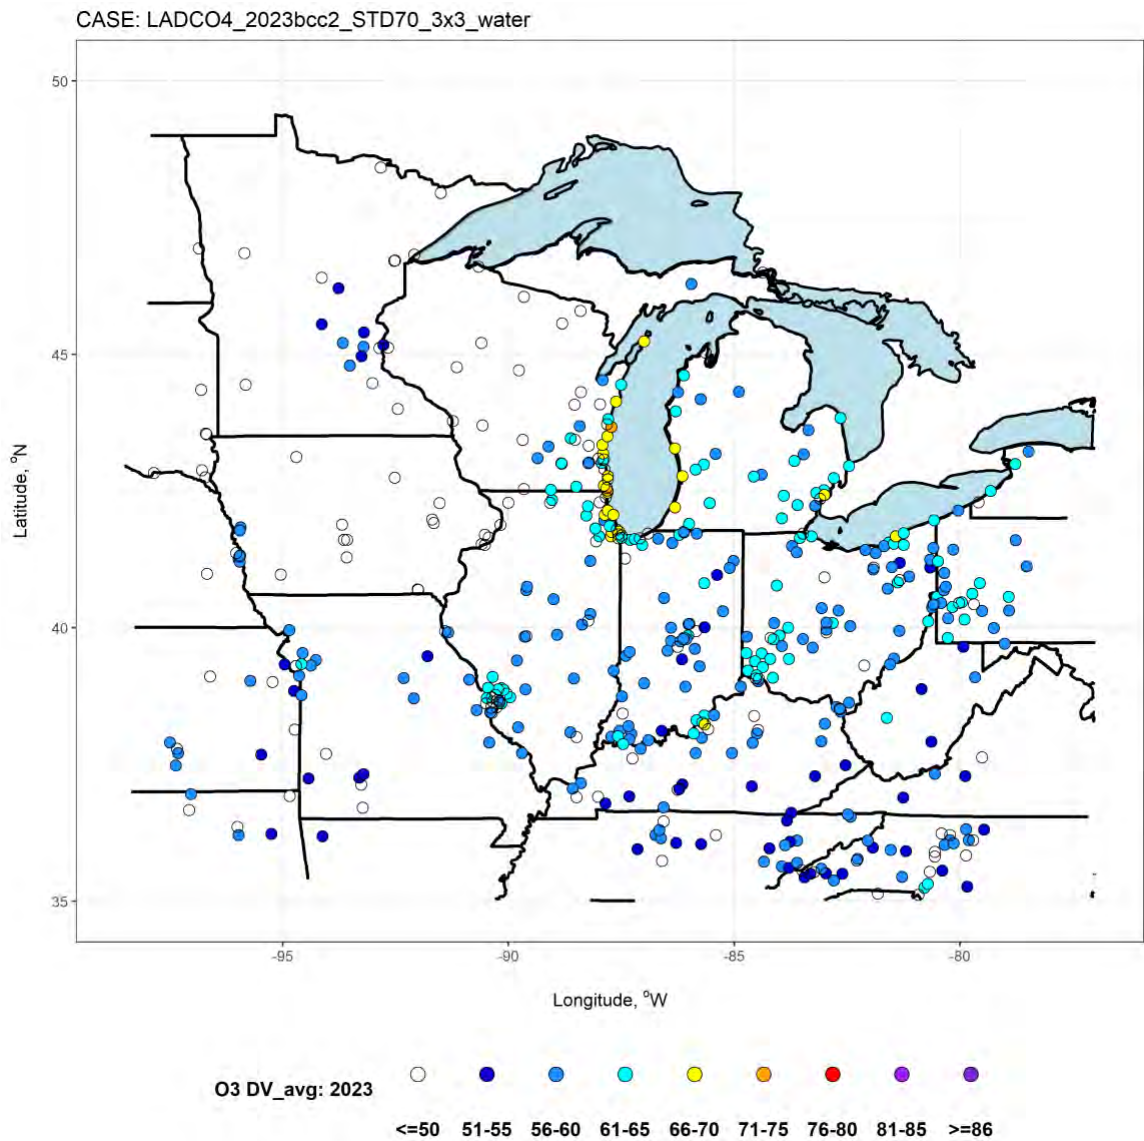 CASE: LADCO4_2023bcc2_STD70_3x3_water
50
45
40
35
Latitude, °N
-95 -90 -85 -80
Longitude, °W
O3 DV_avg: 2023
<=50 51-55 56-60 61-65 66-70 71-75 76-80 81-85 >=86